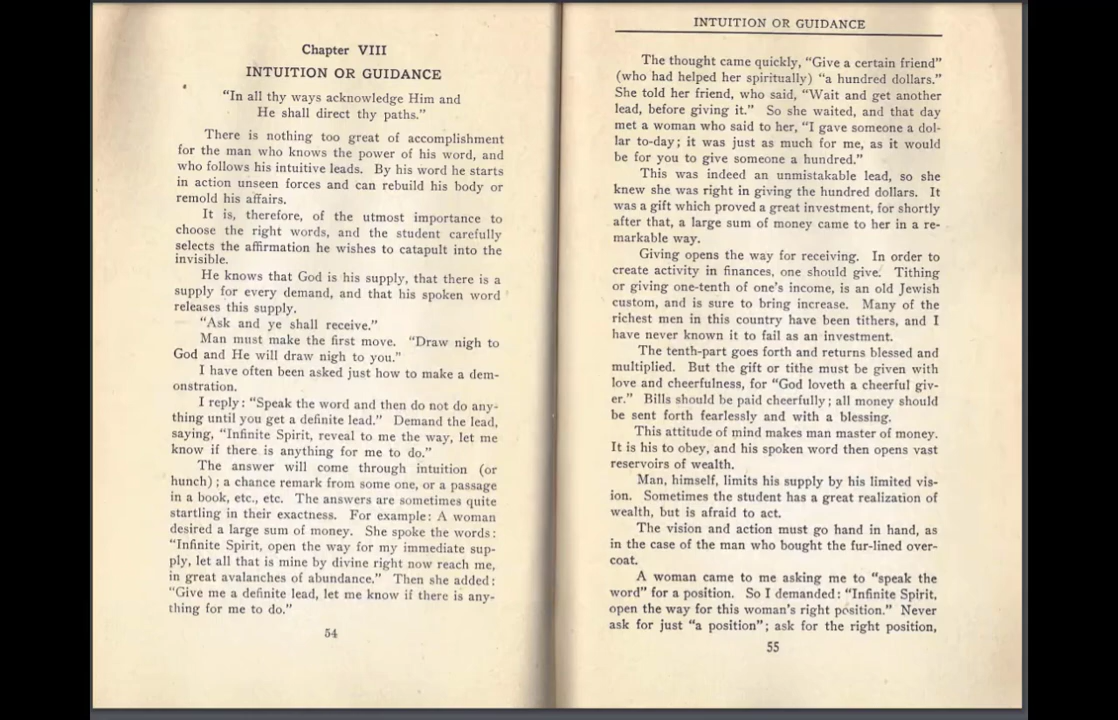 Chapter VIII
INTUITION OR GUIDANCE
"In all thy ways acknowledge Him and
He shall direct thy paths."
There is nothing too great of accomplishment
for the man who knows the power of his word, and
who follows his intuitive leads. By his word he starts
in action unseen forces and can rebuild his body or
remold his affairs.
It is, therefore, of the utmost importance to
choose the right words, and the student carefully
selects the affirmation he wishes to catapult into the
invisible.
He knows that God is his supply, that there is a
supply for every demand, and that his spoken word
releases this supply.
"Ask and ye shall receive."
Man must make the first move. "Draw nigh to
God and He will draw nigh to you."
I have often been asked just how to make a dem-
onstration.
I reply: "Speak the word and then do not do any-
thing until you get a definite lead." Demand the lead,
saying, "Infinite Spirit, reveal to me the way, let me
know if there is anything for me to do."
The answer will come through intuition (or
hunch); a chance remark from some one, or a passage
in a book, etc., etc. The answers are sometimes quite
startling in their exactness. For example: A woman
desired a large sum of money. She spoke the words:
"Infinite Spirit, open the way for my immediate sup-
ply, let all that is mine by divine right now reach me,
in great avalanches of abundance." Then she added:
"Give me a definite lead, let me know if there is any-
thing for me to do."
54
INTUITION OR GUIDANCE
The thought came quickly, "Give a certain friend"
(who had helped her spiritually) "a hundred dollars."
She told her friend, who said, "Wait and get another
lead, before giving it." So she waited, and that day
met a woman who said to her, "I gave someone a dol-
lar to-day; it was just as much for me, as it would
be for you to give someone a hundred."
This was indeed an unmistakable lead, so she
knew she was right in giving the hundred dollars. It
was a gift which proved a great investment, for shortly
after that, a large sum of money came to her in a re-
markable way.
Giving opens the way for receiving. In order to
create activity in finances, one should give. Tithing
or giving one-tenth of one's income, is an old Jewish
custom, and is sure to bring increase. Many of the
richest men in this country have been tithers, and I
have never known it to fail as an investment.
The tenth-part goes forth and returns blessed and
multiplied. But the gift or tithe must be given with
love and cheerfulness, for "God loveth a cheerful giv-
er." Bills should be paid cheerfully; all money should
be sent forth fearlessly and with a blessing.
This attitude of mind makes man master of money.
It is his to obey, and his spoken word then opens vast
reservoirs of wealth.
Man, himself, limits his supply by his limited vis-
ion. Sometimes the student has a great realization of
wealth, but is afraid to act.
The vision and action must go hand in hand, as
in the case of the man who bought the fur-lined over-
coat.
A woman came to me asking me to "speak the
word" for a position. So I demanded: "Infinite Spirit,
open the way for this woman's right position." Never
ask for just "a position"; ask for the right position,
55